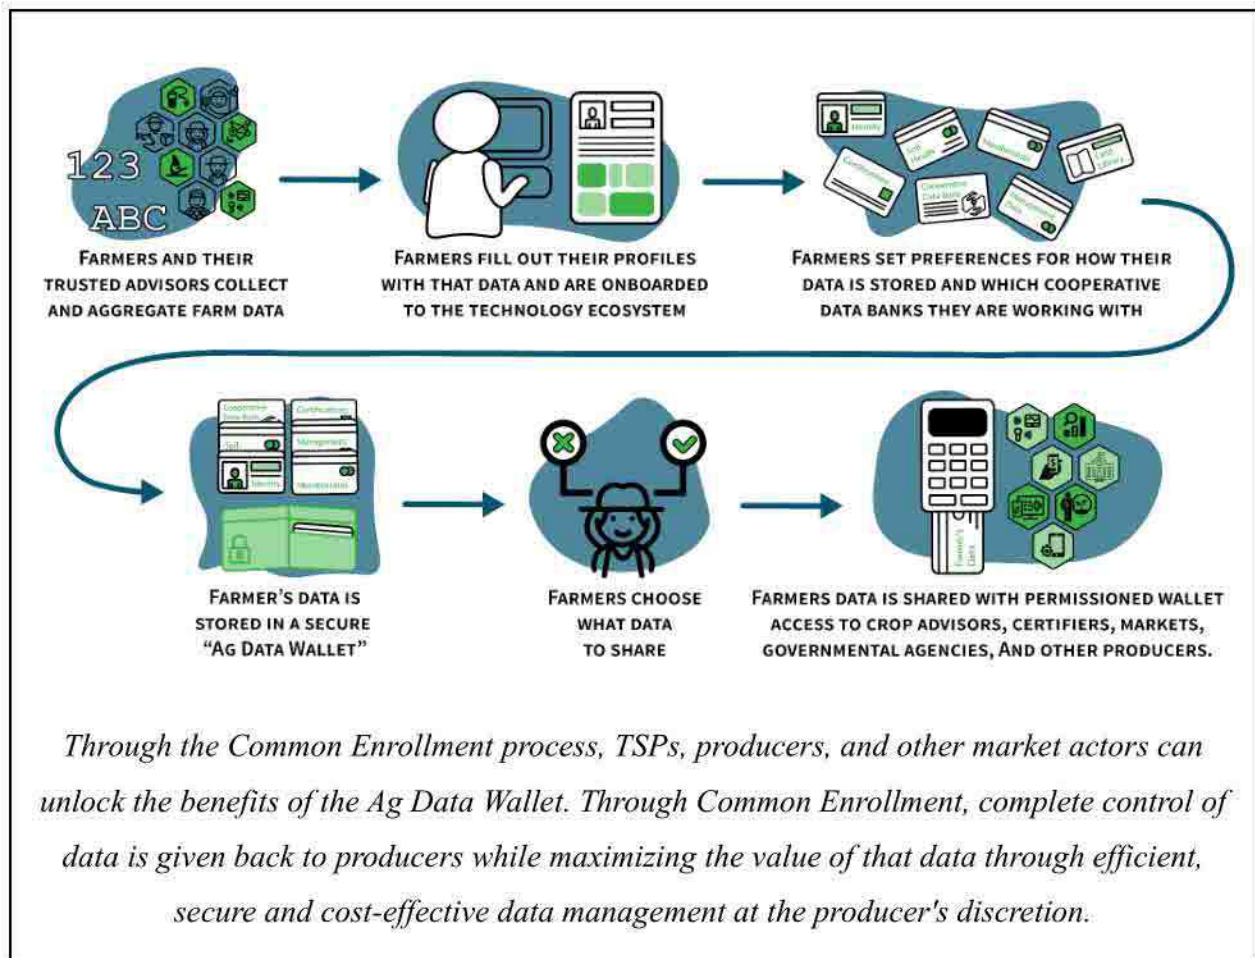 123
ABC
Identity
Soil
Health
Memberships
Land
Library
Certifications
Cooperative
Data Bank
Management
Data
FARMERS AND THEIR
TRUSTED ADVISORS COLLECT
AND AGGREGATE FARM DATA
FARMERS FILL OUT THEIR PROFILES
WITH THAT DATA AND ARE ONBOARDED
TO THE TECHNOLOGY ECOSYSTEM
FARMERS SET PREFERENCES FOR HOW THEIR
DATA IS STORED AND WHICH COOPERATIVE
DATA BANKS THEY ARE WORKING WITH
Cooperative
Data Bank
Certifications
Soil
Management
Identity
Memberships
Farmer's
Data
FARMER'S DATA IS
STORED IN A SECURE
“AG DATA WALLET”
FARMERS CHOOSE
WHAT DATA
TO SHARE
FARMERS DATA IS SHARED WITH PERMISSIONED WALLET
ACCESS TO CROP ADVISORS, CERTIFIERS, MARKETS,
GOVERNMENTAL AGENCIES, AND OTHER PRODUCERS.
Through the Common Enrollment process, TSPs, producers, and other market actors can
unlock the benefits of the Ag Data Wallet. Through Common Enrollment, complete control of
data is given back to producers while maximizing the value of that data through efficient,
secure and cost-effective data management at the producer's discretion.